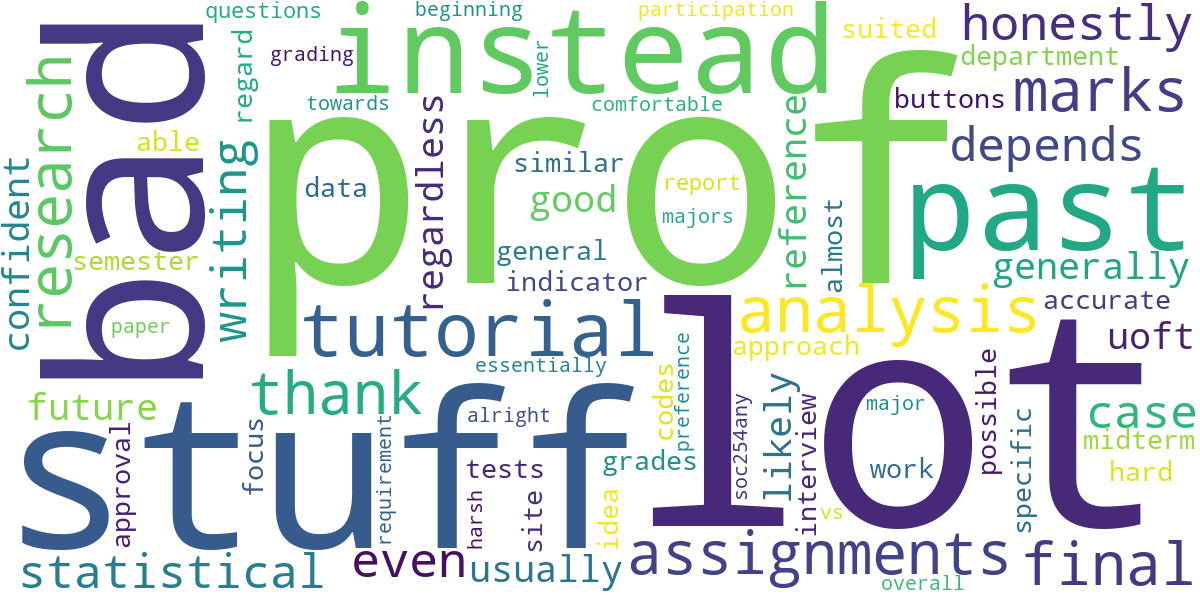 questions
beginning
participation
honestly
suited
bad
instead
regard
grading
lower
department
research
prof
marks
buttons
towards
comfortable
able
writing
regardless
reference
depends
similar
past
confident
data
good
report
majors
almost
semester
general
generally
indicator
paper
tutorial
analysis
accurate
uoft
approach
essentially
preference
thank
future
codes
likely
possible
case
stuff
lot
alright
major
midterm
approval
focus
requirement
tests
grades
soc254any
interview
work
hard
specific
harsh
site
idea
vs
statistical
even
usually
assignments
final
overall